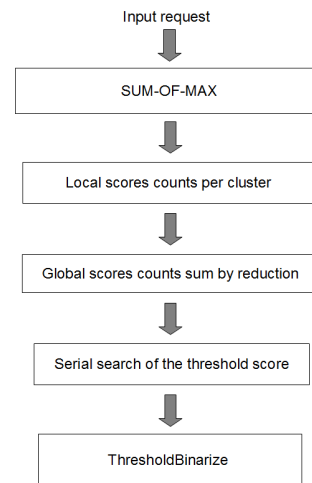 Input request
SUM-OF-MAX
Local scores counts per cluster
Global scores counts sum by reduction
Serial search of the threshold score
ThresholdBinarize